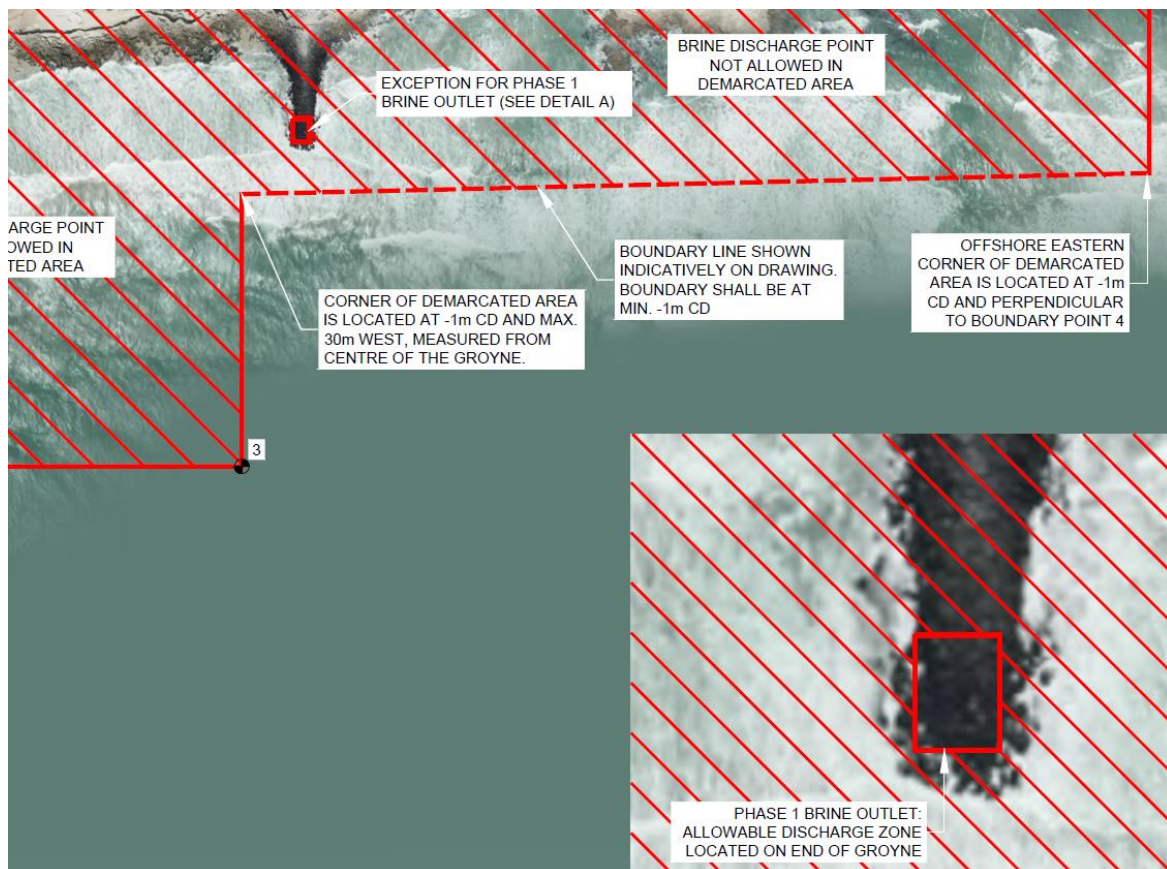 BRINE DISCHARGE POINT
NOT ALLOWED IN
DEMARCATED AREA
EXCEPTION FOR PHASE 1
BRINE OUTLET (SEE DETAIL A)
ARGE POINT
OWED IN
TED AREA
BOUNDARY LINE SHOWN
INDICATIVELY ON DRAWING.
BOUNDARY SHALL BE AT
MIN. -1m CD
OFFSHORE EASTERN
CORNER OF DEMARCATED
AREA IS LOCATED AT -1m
CD AND PERPENDICULAR
TO BOUNDARY POINT 4
CORNER OF DEMARCATED AREA
IS LOCATED AT -1m CD AND MAX.
30m WEST, MEASURED FROM
CENTRE OF THE GROYNE.
3
PHASE 1 BRINE OUTLET:
ALLOWABLE DISCHARGE ZONE
LOCATED ON END OF GROYNE